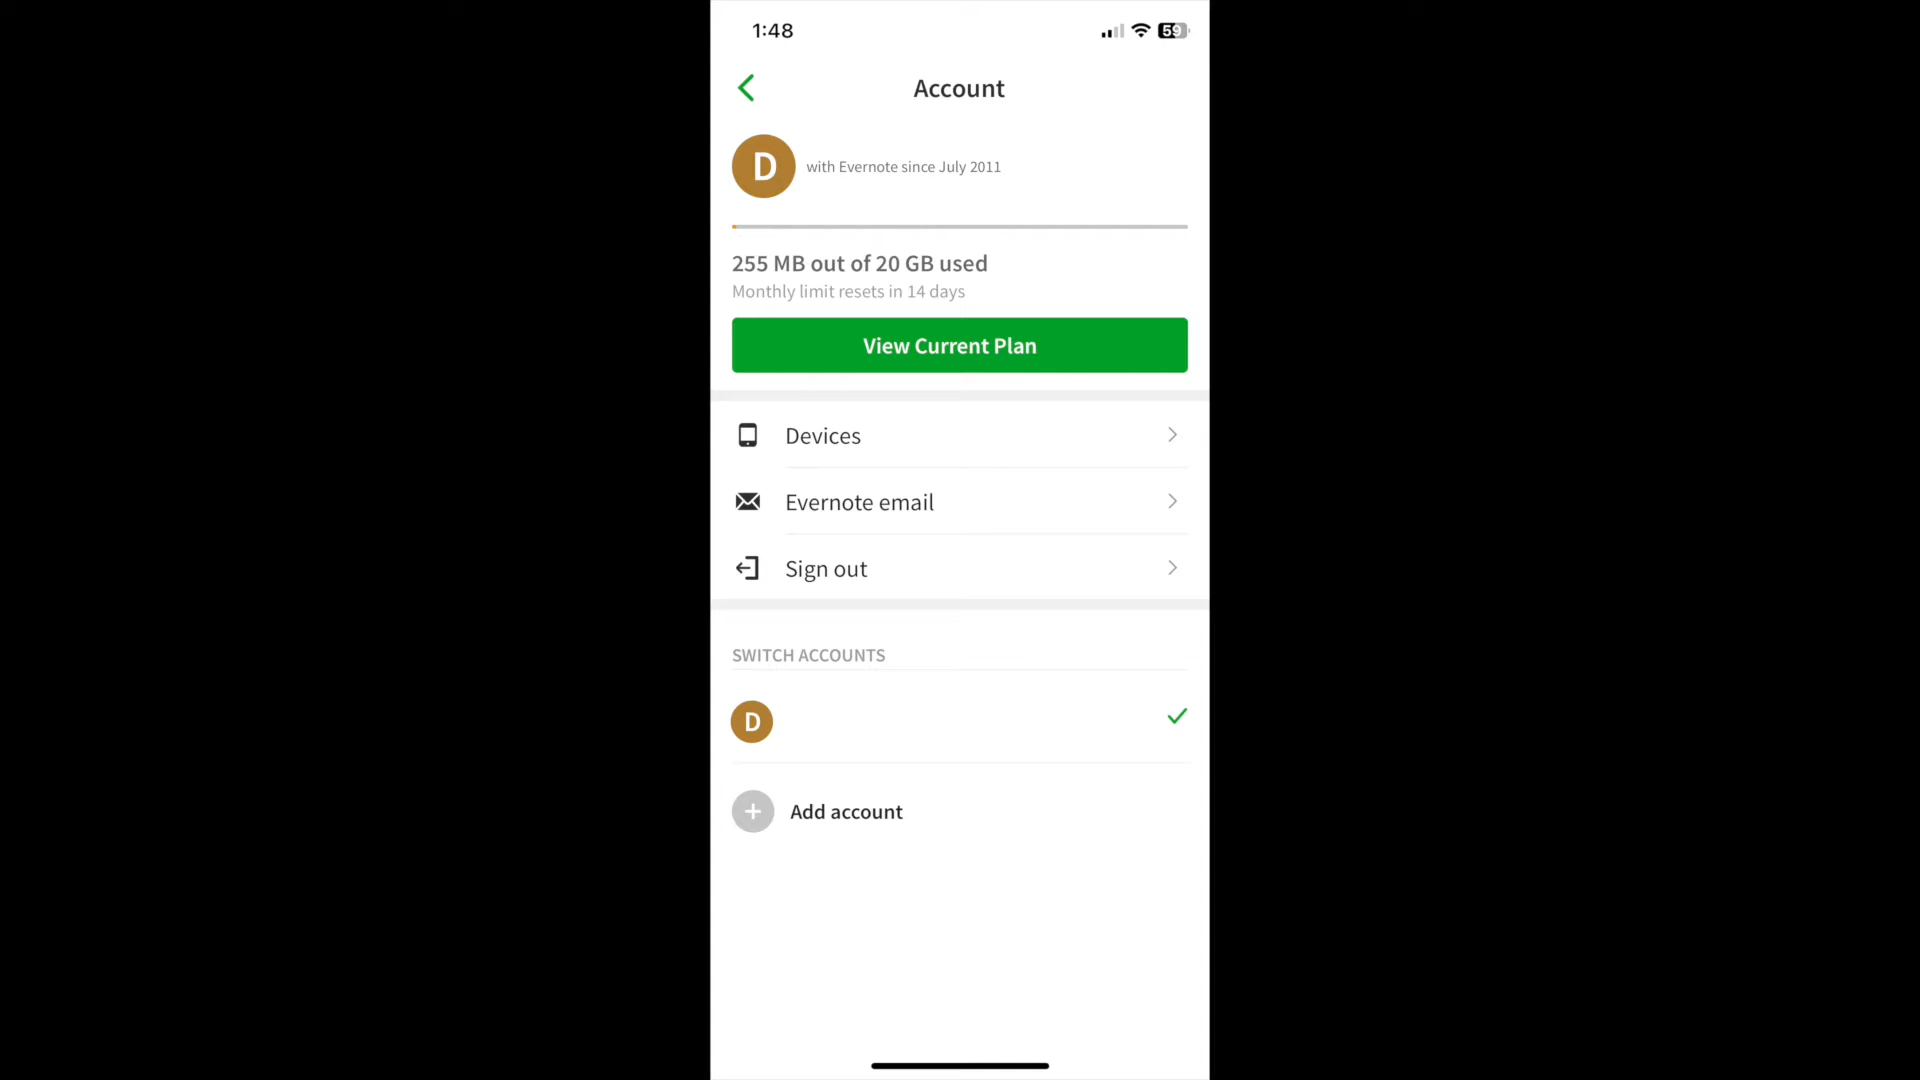 1:48
59
Account
D
with Evernote since July 2011
255 MB out of 20 GB used
Monthly limit resets in 14 days
View Current Plan
Devices
Evernote email
Sign out
SWITCH ACCOUNTS
D
Add account